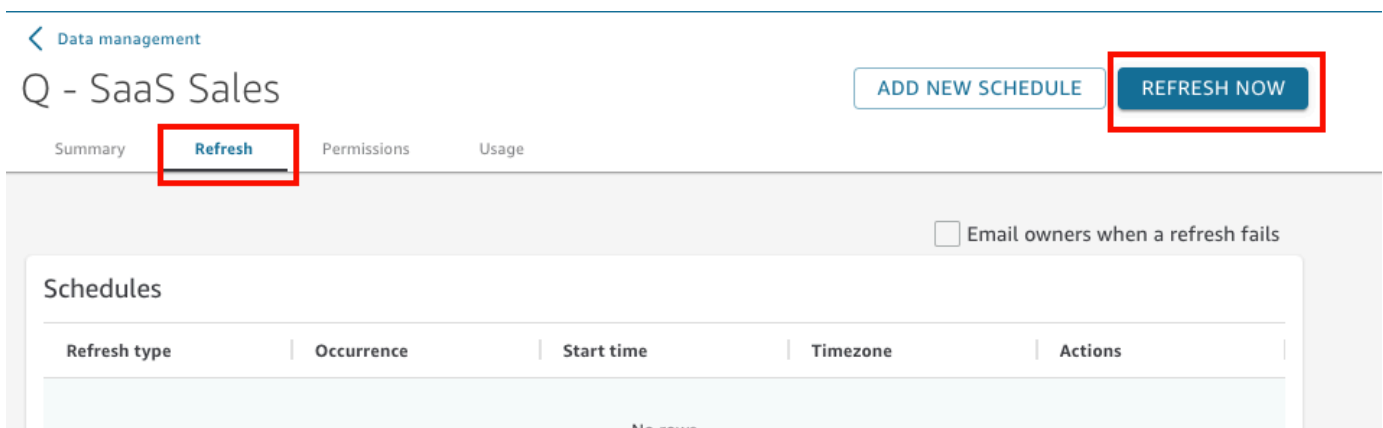 Data management
Q - SaaS Sales
ADD NEW SCHEDULE REFRESH NOW
Summary Refresh Permissions Usage
Email owners when a refresh fails
Schedules
Refresh type Occurrence Start time Timezone Actions